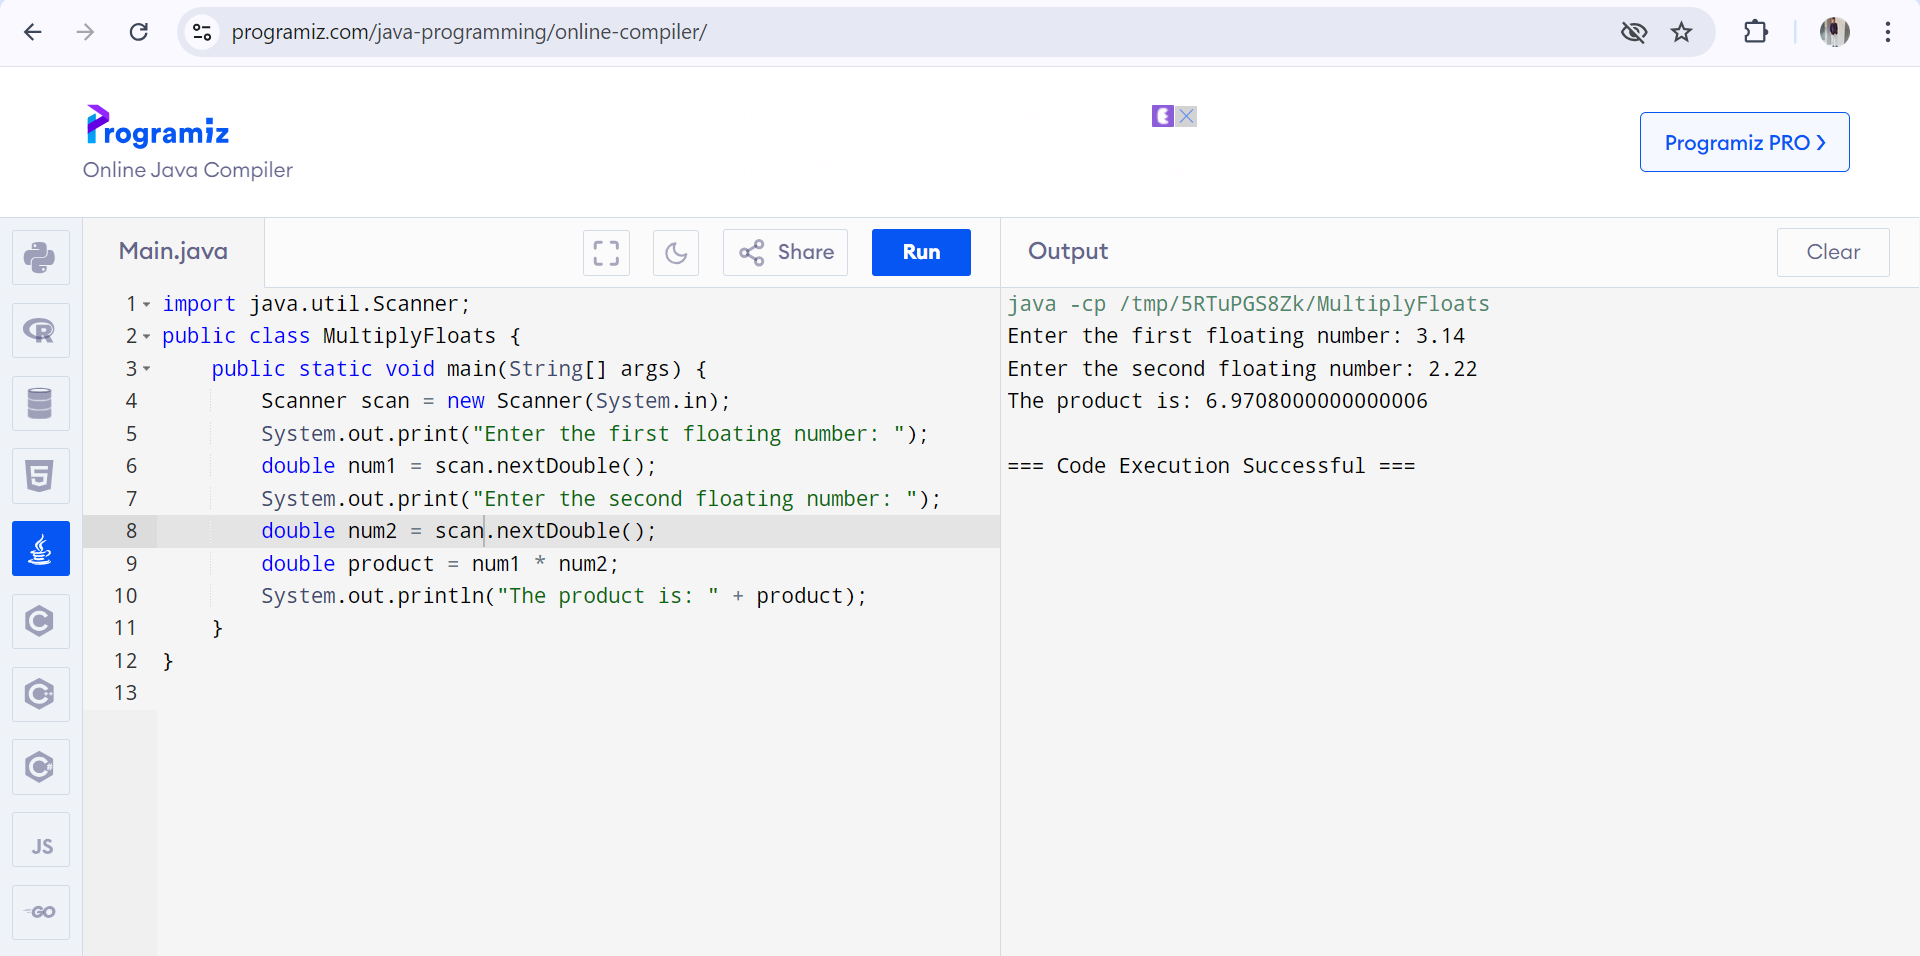 programiz.com/java-programming/online-compiler/
Programiz
Online Java Compiler
Programiz PRO ❯
Main.java
Share
Run
Output
Clear
1 import java.util.Scanner;
2 public class MultiplyFloats {
3     public static void main(String[] args) {
4         Scanner scan = new Scanner(System.in);
5         System.out.print("Enter the first floating number: ");
6         double num1 = scan.nextDouble();
7         System.out.print("Enter the second floating number: ");
8         double num2 = scan.nextDouble();
9         double product = num1 * num2;
10         System.out.println("The product is: " + product);
11     }
12 }
13
java -cp /tmp/5RTuPGS8Zk/MultiplyFloats
Enter the first floating number: 3.14
Enter the second floating number: 2.22
The product is: 6.9708000000000006
=== Code Execution Successful ===
R
5
C
C++
C#
JS
GO